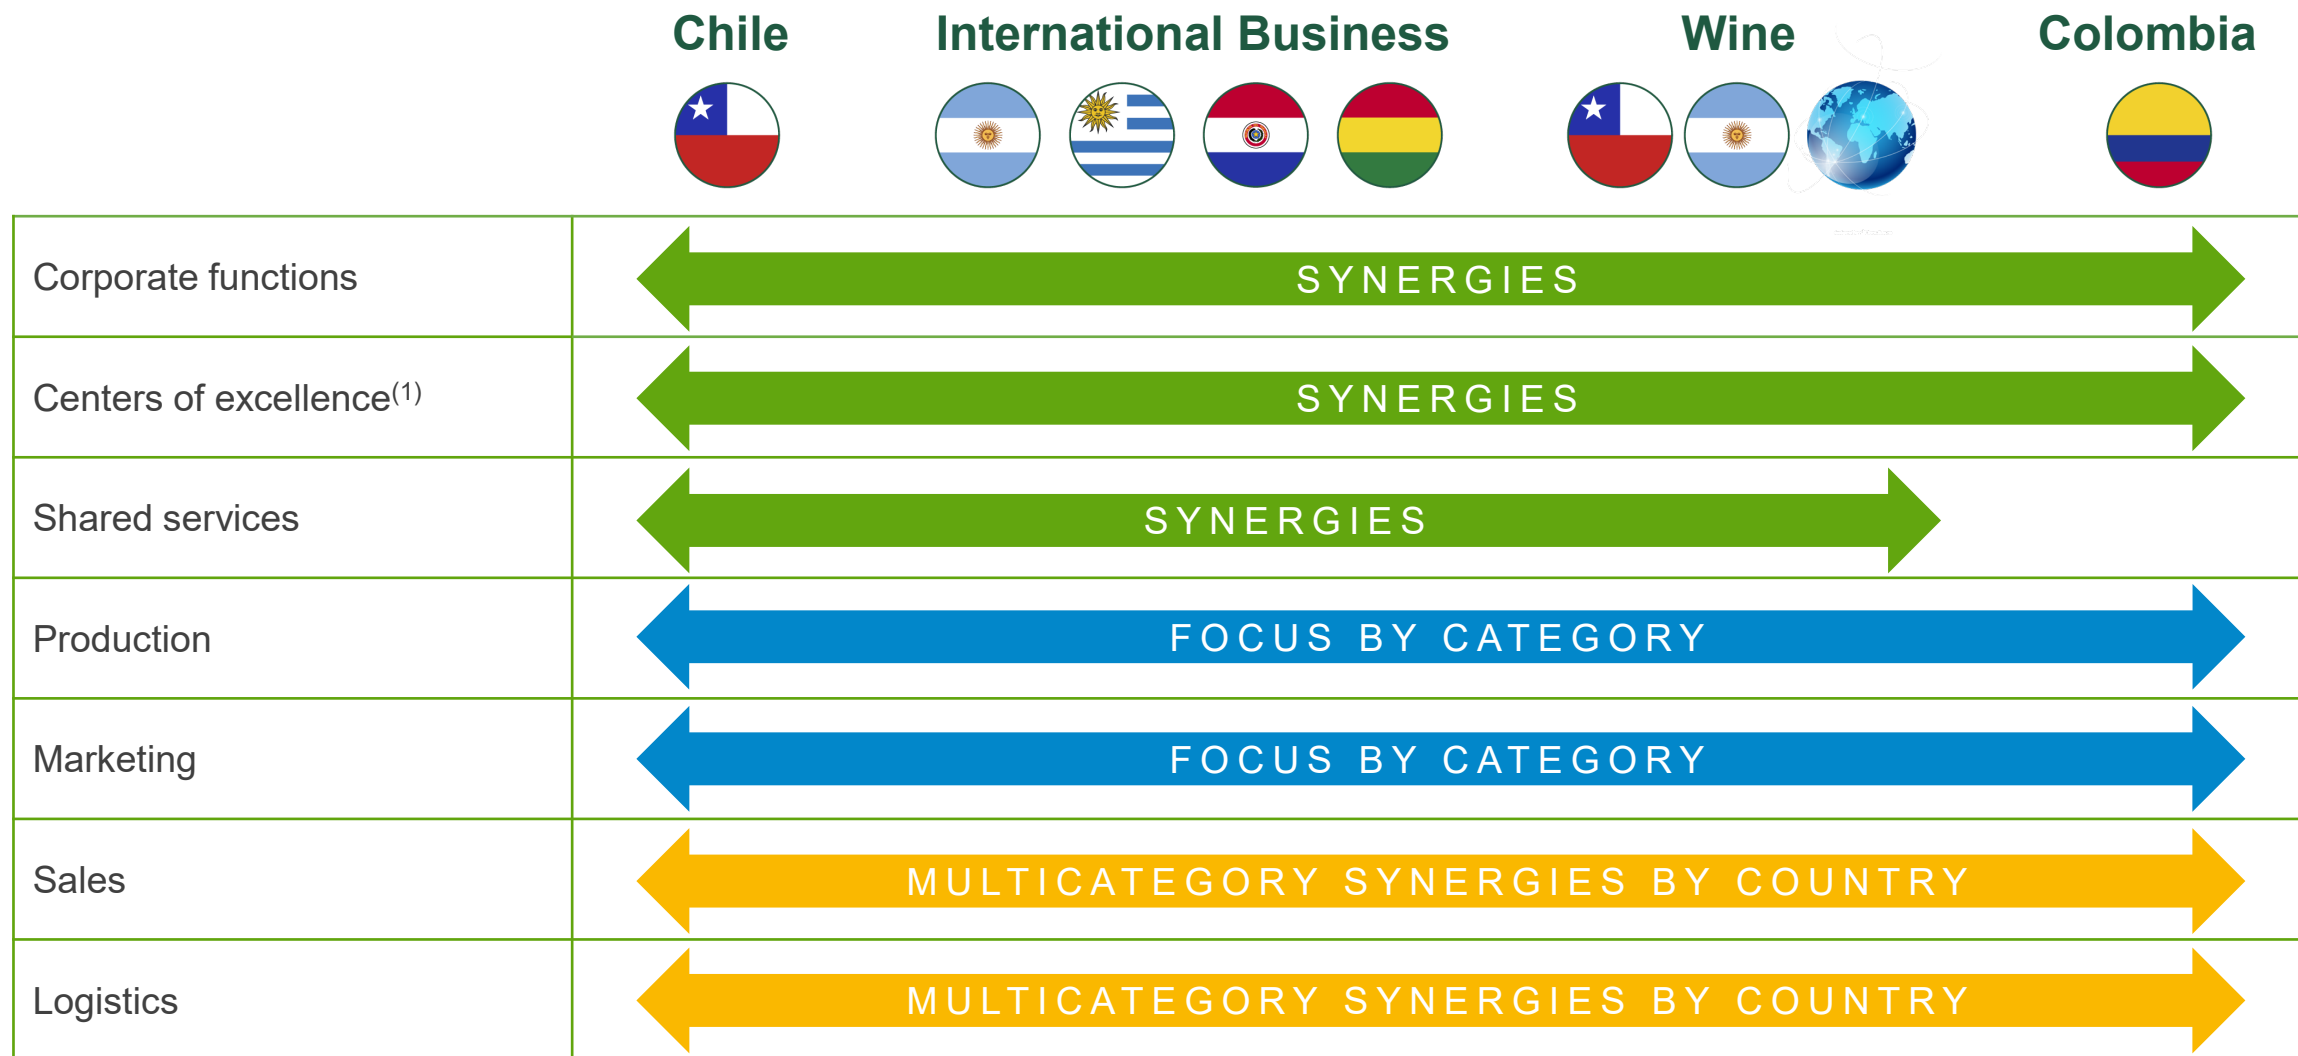 Chile International Business Wine Colombia
Corporate functions SYNERGIES
Centers of excellence(1) SYNERGIES
Shared services SYNERGIES
Production FOCUS BY CATEGORY
Marketing FOCUS BY CATEGORY
Sales MULTICATEGORY SYNERGIES BY COUNTRY
Logistics MULTICATEGORY SYNERGIES BY COUNTRY